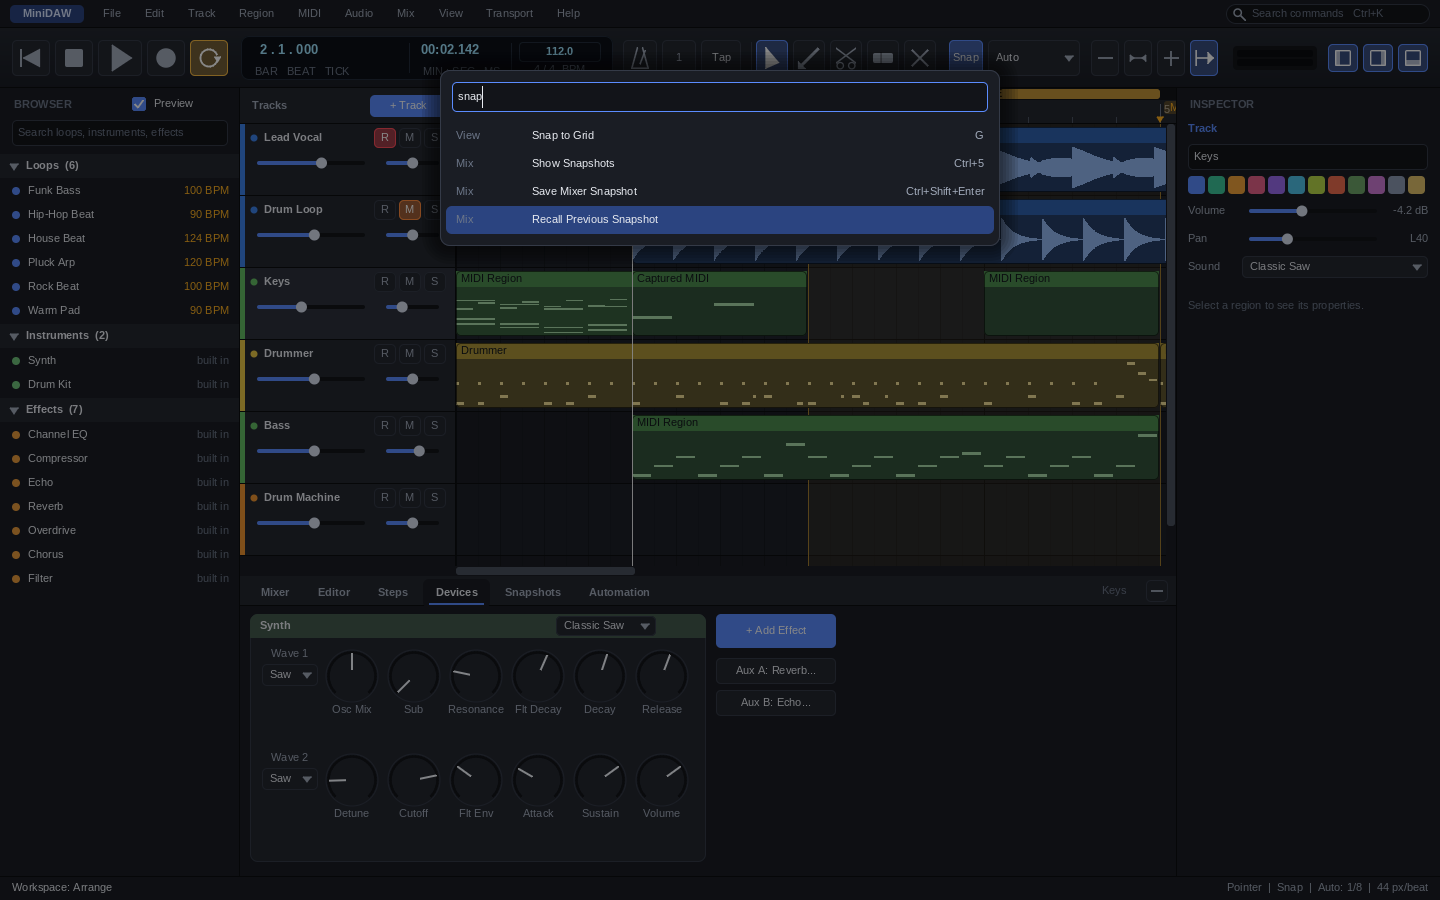 MiniDAW File Edit Track Region MIDI Audio Mix View Transport Help Search commands Ctrl+K
2 . 1 . 000 00:02.142 112.0
BAR BEAT TICK
1 Tap Snap Auto
BROWSER Preview
Search loops, instruments, effects
Loops (6)
Funk Bass 100 BPM
Hip-Hop Beat 90 BPM
House Beat 124 BPM
Pluck Arp 120 BPM
Rock Beat 100 BPM
Warm Pad 90 BPM
Instruments (2)
Synth built in
Drum Kit built in
Effects (7)
Channel EQ built in
Compressor built in
Echo built in
Reverb built in
Overdrive built in
Chorus built in
Filter built in
Tracks + Track
Lead Vocal R M S
Drum Loop R M S
Keys R M S
Drummer R M S
Bass R M S
Drum Machine R M S
snap
View Snap to Grid G
Mix Show Snapshots Ctrl+5
Mix Save Mixer Snapshot Ctrl+Shift+Enter
Mix Recall Previous Snapshot
MIDI Region Captured MIDI MIDI Region
Drummer
MIDI Region
INSPECTOR
Track
Keys
Volume -4.2 dB
Pan L40
Sound Classic Saw
Select a region to see its properties.
Mixer Editor Steps Devices Snapshots Automation Keys
Synth Classic Saw
Wave 1
Saw
Osc Mix Sub Resonance Flt Decay Decay Release
Wave 2
Saw
Detune Cutoff Flt Env Attack Sustain Volume
+ Add Effect
Aux A: Reverb...
Aux B: Echo...
Workspace: Arrange
Pointer | Snap | Auto: 1/8 | 44 px/beat